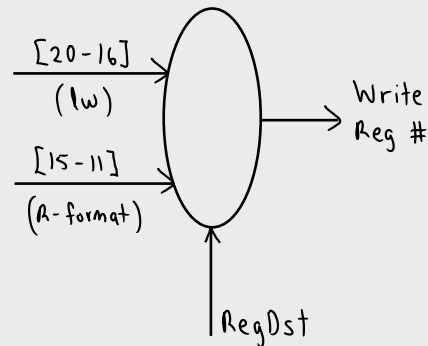 [20-16]
(lw)
Write
Reg #
[15-11]
(R-format)
RegDst